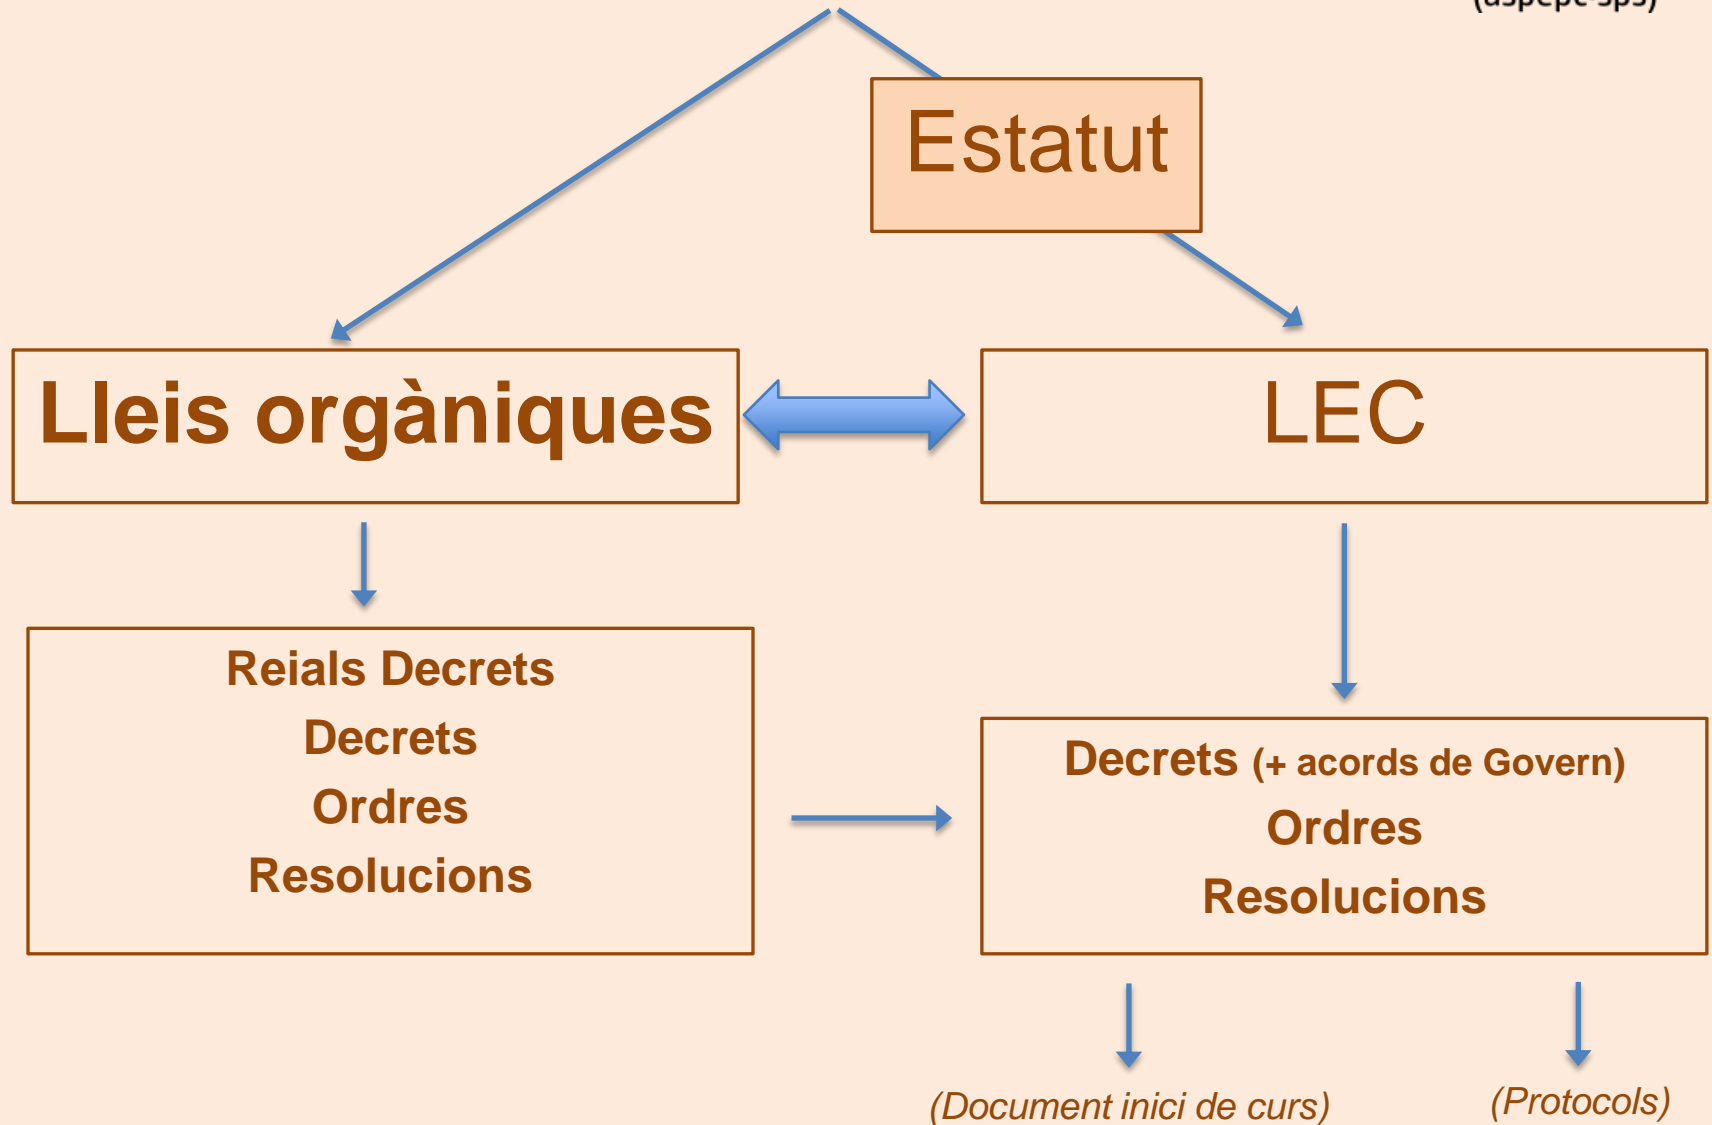 Estatut
Lleis orgàniques
LEC
Reials Decrets
Decrets
Ordres
Resolucions
Decrets (+ acords de Govern)
Ordres
Resolucions
(Document inici de curs)
(Protocols)